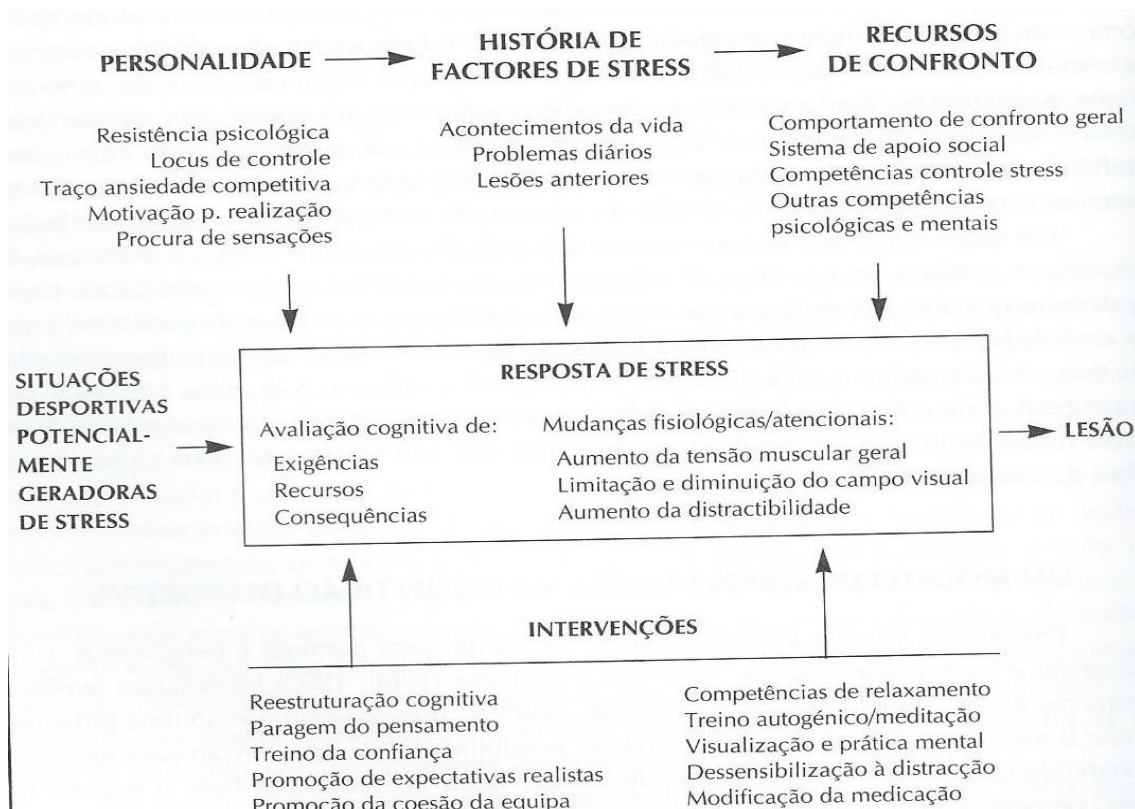 PERSONALIDADE
HISTÓRIA DE
FACTORES DE STRESS
RECURSOS
DE CONFRONTO
Resistência psicológica
Locus de controle
Traço ansiedade competitiva
Motivação p. realização
Procura de sensações
Acontecimentos da vida
Problemas diários
Lesões anteriores
Comportamento de confronto geral
Sistema de apoio social
Competências controle stress
Outras competências
psicológicas e mentais
SITUAÇÕES
DESPORTIVAS
POTENCIAL-
MENTE
GERADORAS
DE STRESS
RESPOSTA DE STRESS
Avaliação cognitiva de:
Exigências
Recursos
Consequências
Mudanças fisiológicas/atencionais:
Aumento da tensão muscular geral
Limitação e diminuição do campo visual
Aumento da distractibilidade
LESÃO
INTERVENÇÕES
Reestruturação cognitiva
Paragem do pensamento
Treino da confiança
Promoção de expectativas realistas
Promoção da coesão da equipa
Competências de relaxamento
Treino autogénico/meditação
Visualização e prática mental
Dessensibilização à distracção
Modificação da medicação